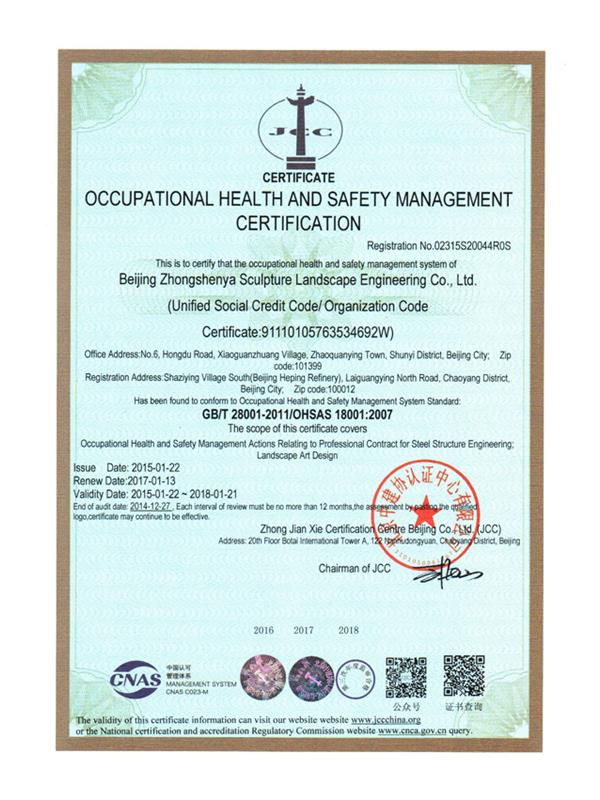 JCC
CERTIFICATE
OCCUPATIONAL HEALTH AND SAFETY MANAGEMENT
CERTIFICATION
Registration No.02315S20044R0S
This is to certify that the occupational health and safety management system of
Beijing Zhongshenya Sculpture Landscape Engineering Co., Ltd.
(Unified Social Credit Code/ Organization Code
Certificate:91110105763534692W)
Office Address:No.6, Hongdu Road, Xiaoguanzhuang Village, Zhaoquanying Town, Shunyi District, Beijing City; Zip
code:101399
Registration Address:Shaziying Village South(Beijing Heping Refinery), Laiguangying North Road, Chaoyang District,
Beijing City; Zip code:100012
Has been found to conform to Occupational Health and Safety Management System Standard:
GB/T 28001-2011/OHSAS 18001:2007
The scope of this certificate covers
Occupational Health and Safety Management Actions Relating to Professional Contract for Steel Structure Engineering;
Landscape Art Design
Issue Date: 2015-01-22
Renew Date:2017-01-13
Validity Date: 2015-01-22 ~ 2018-01-21
End of audit date: 2014-12-27 , Each interval of review must be no more than 12 months,the assessment by pasting the qualified
logo,certificate may continue to be effective.
Zhong Jian Xie Certification Centre Beijing Co., Ltd. (JCC)
Address: 20th Floor Botai International Tower A, 122 Nanhudongyuan, Chaoyang District, Beijing
中建协认证中心有限公司
Chairman of JCC
2016 2017 2018
CNAS
中国认可
管理体系
MANAGEMENT SYSTEM
CNAS C023-M
公众号
证书查询
The validity of this certificate information can visit our website website www.jccchina.org
or the National certification and accreditation Regulatory Commission website www.cnca.gov.cn query.